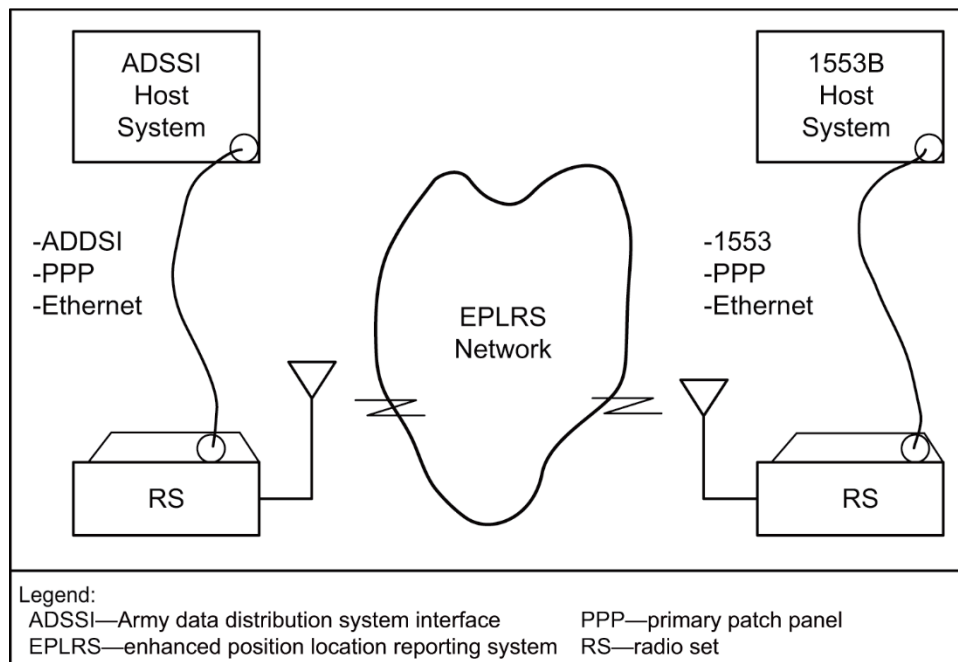 ADSSI
Host
System
1553B
Host
System
-ADDSI
-PPP
-Ethernet
-1553
-PPP
-Ethernet
EPLRS
Network
RS
RS
Legend:
ADSSI—Army data distribution system interface
PPP—primary patch panel
EPLRS—enhanced position location reporting system
RS—radio set